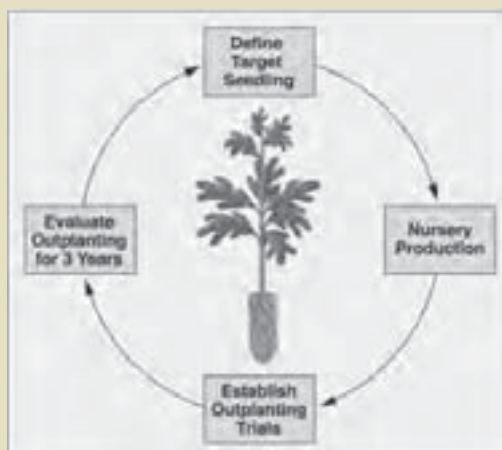 Define
Target
Seedling
Nursery
Production
Establish
Outplanting
Trials
Evaluate
Outplanting
for 3 Years